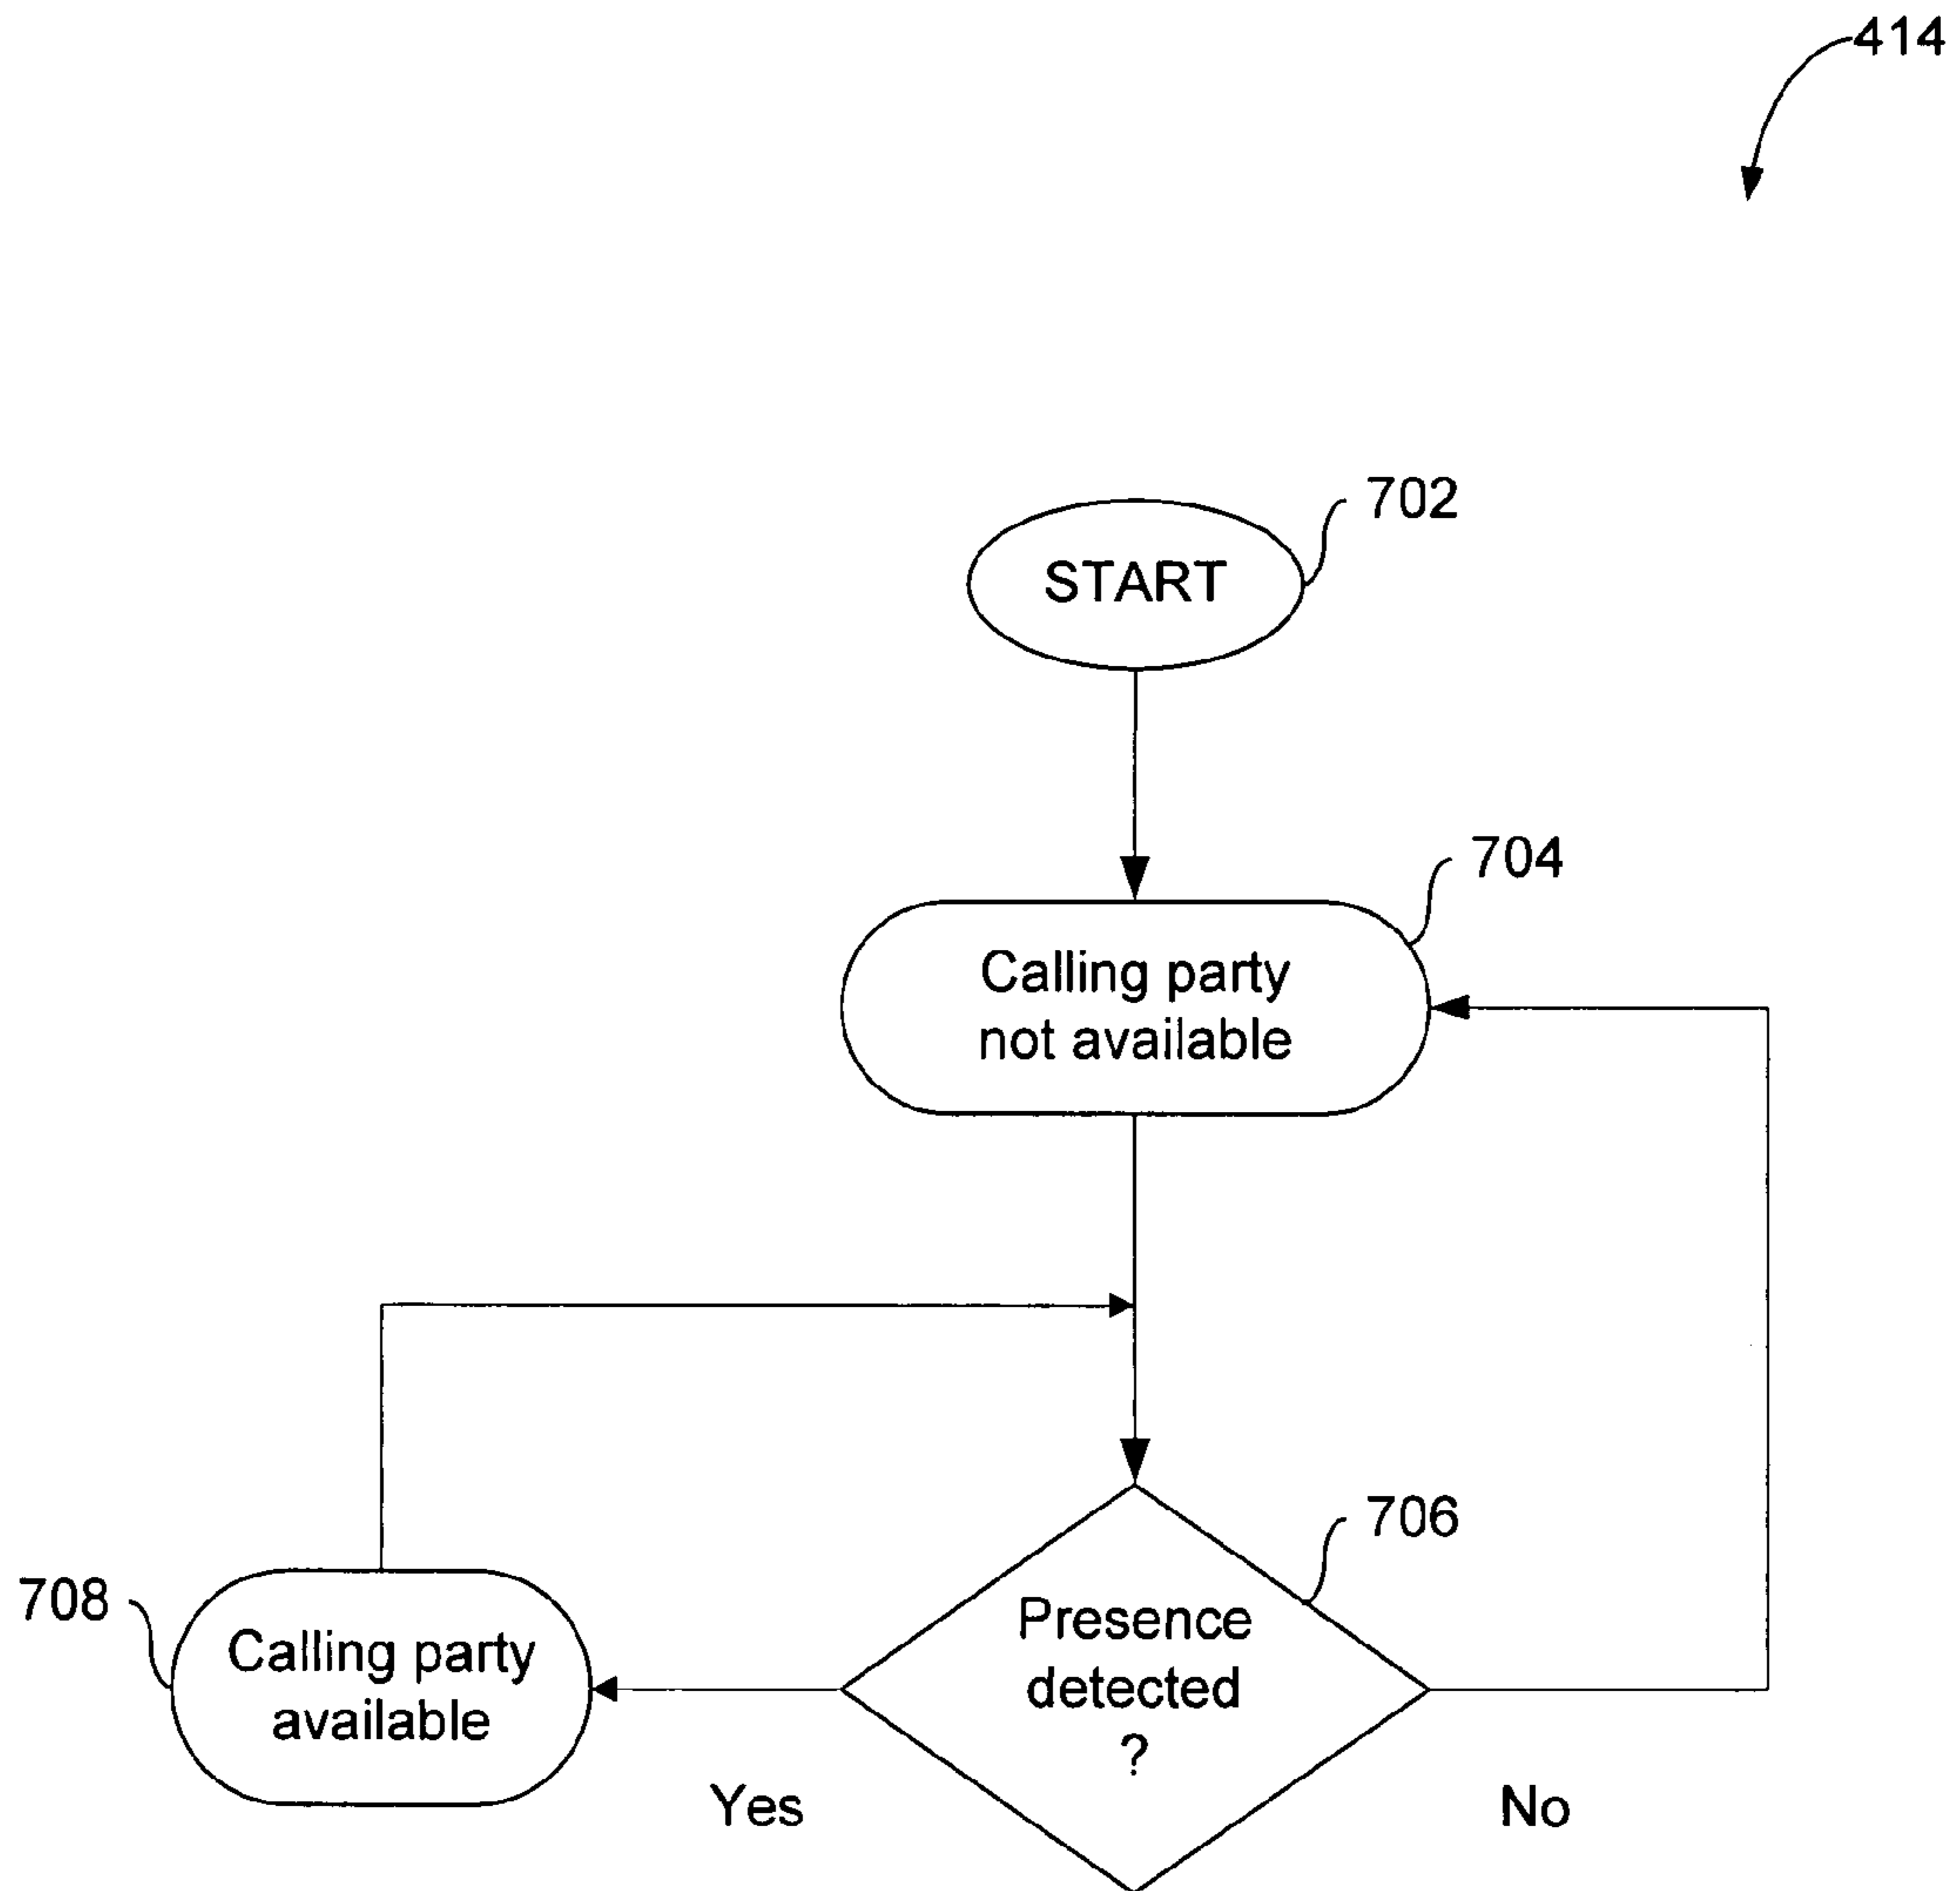 414
702
START
704
Calling party
not available
706
Presence
detected
?
708
Calling party
available
Yes
No